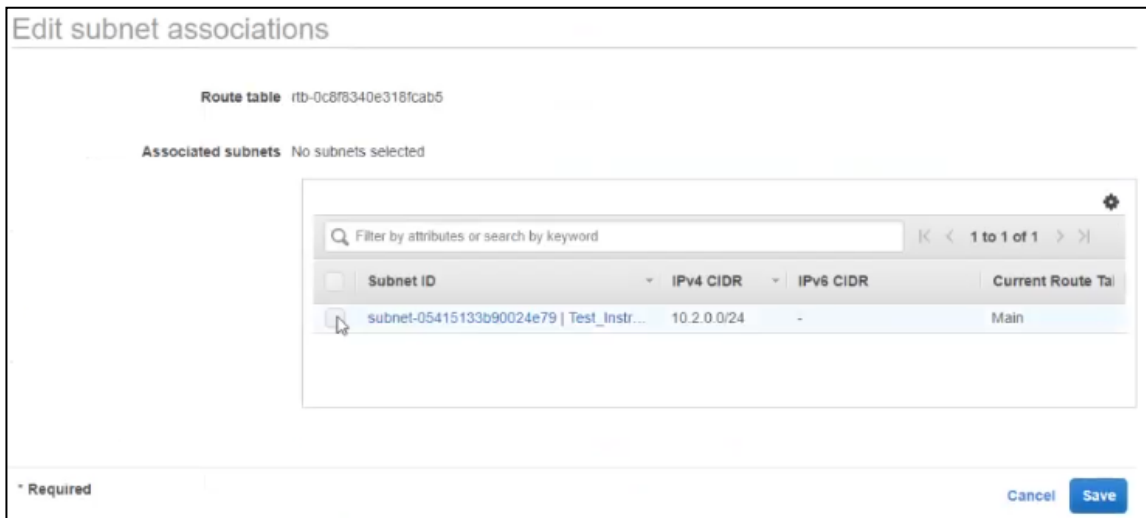 Edit subnet associations
Route table rtb-0c8f8340e318fcab5
Associated subnets No subnets selected
Filter by attributes or search by keyword
1 to 1 of 1
Subnet ID IPv4 CIDR IPv6 CIDR Current Route Tal
subnet-05415133b90024e79 | Test_Instr... 10.2.0.0/24 - Main
* Required
Cancel Save